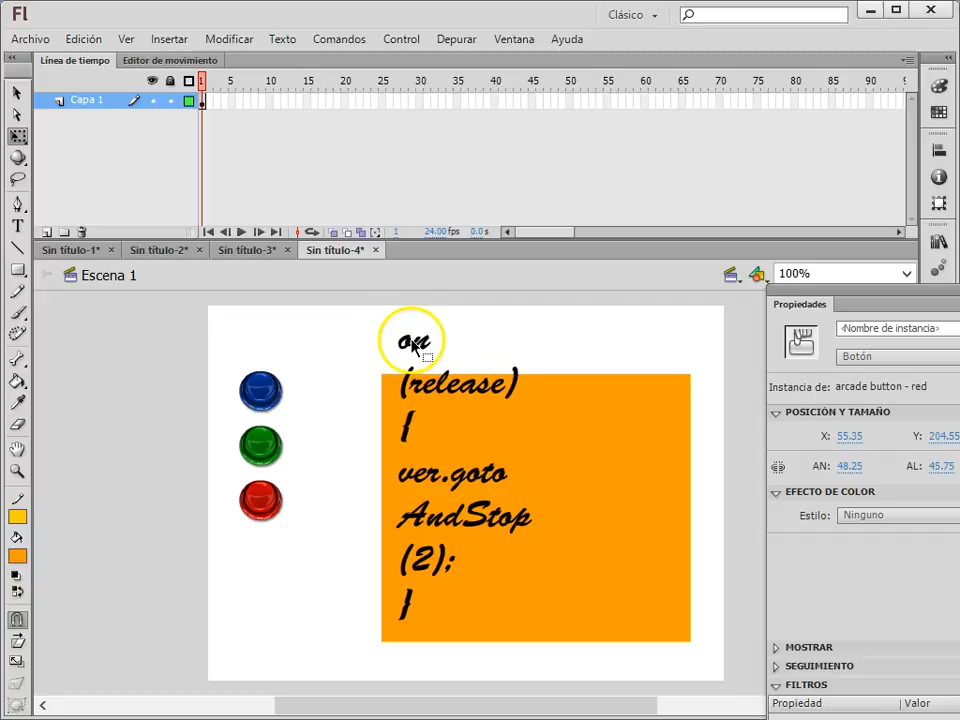 Fl
Clásico
Archivo Edición Ver Insertar Modificar Texto Comandos Control Depurar Ventana Ayuda
Línea de tiempo Editor de movimiento
1 5 10 15 20 25 30 35 40 45 50 55 60 65 70 75 80 85 90 9
Capa 1
1 24.00 fps 0.0 s
Sin título-1* × Sin título-2* × Sin título-3* × Sin título-4* ×
Escena 1
100%
Propiedades
<Nombre de instancia>
Botón
Instancia de: arcade button - red
POSICIÓN Y TAMAÑO
X: 55.35 Y: 204.55
AN: 48.25 AL: 45.75
EFECTO DE COLOR
Estilo: Ninguno
MOSTRAR
SEGUIMIENTO
FILTROS
Propiedad Valor
on
(release)
{
ver.goto
AndStop
(2);
}